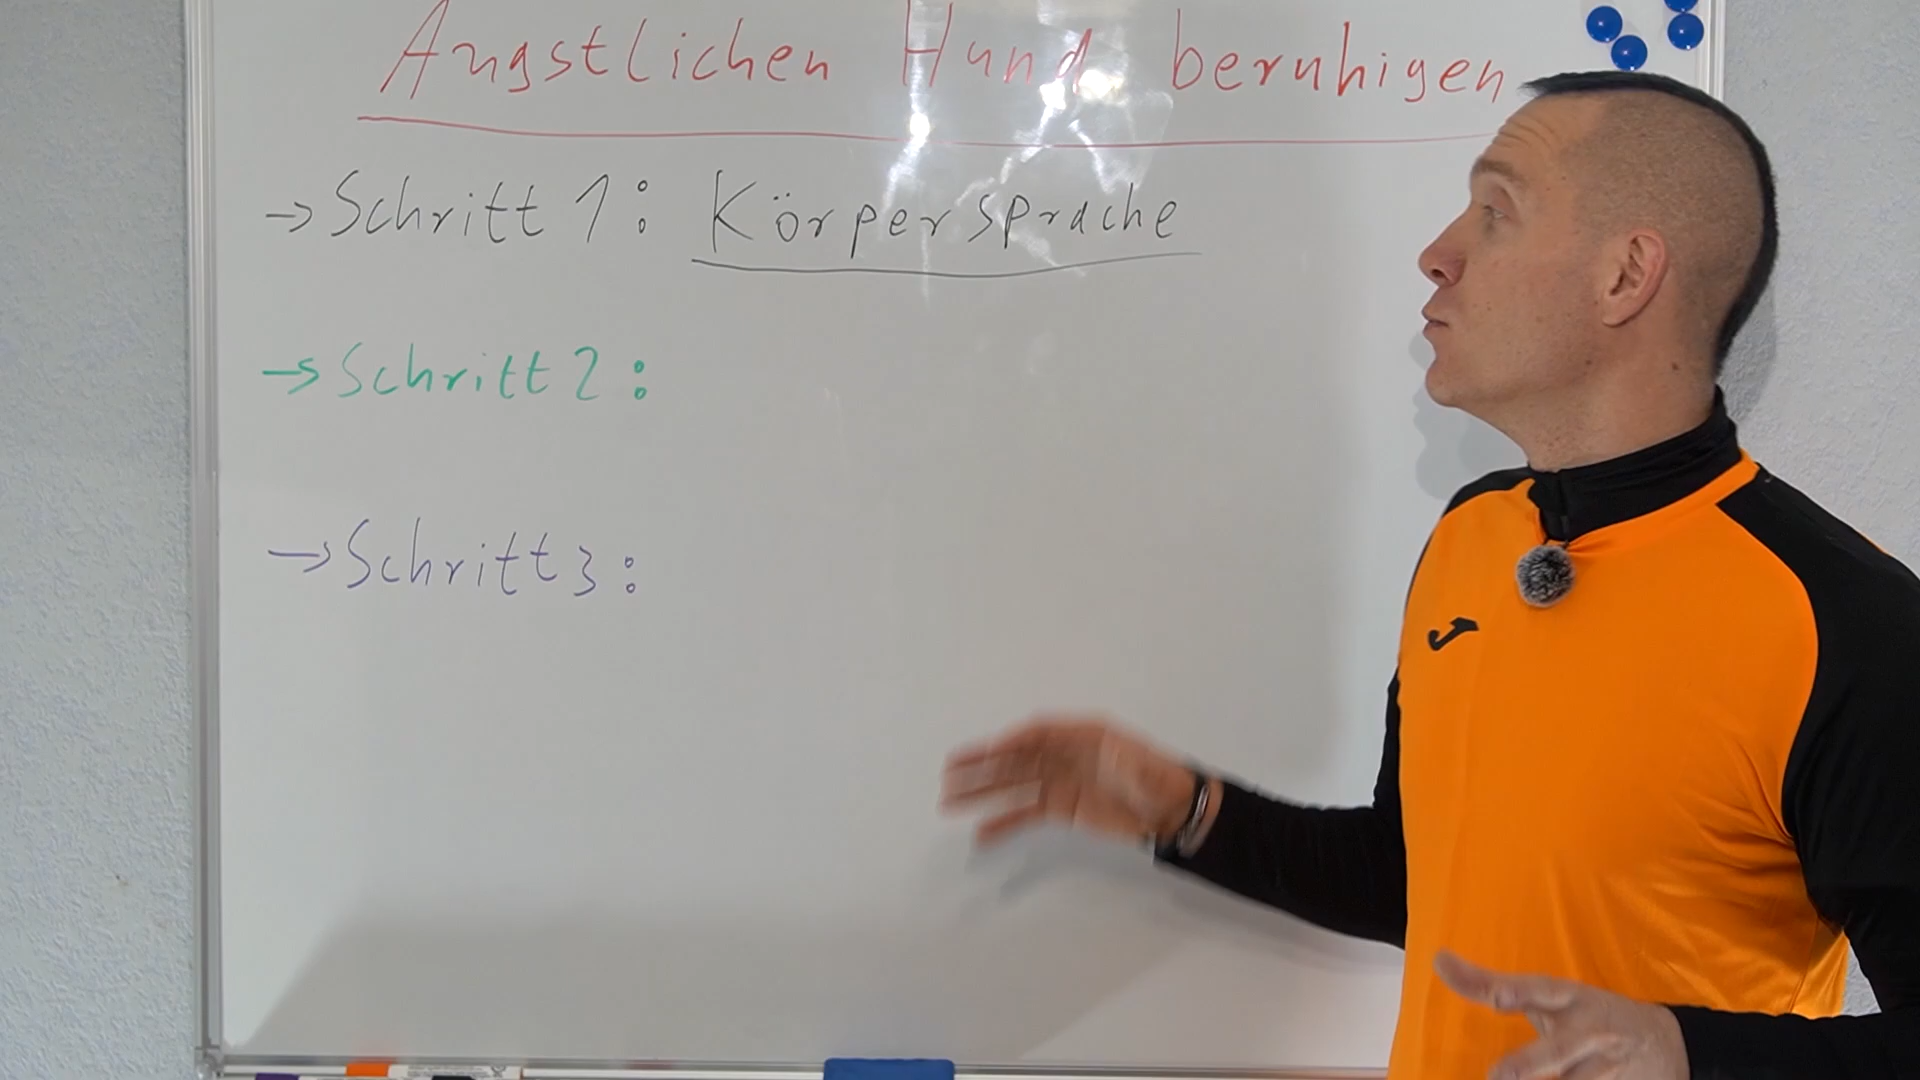 Ängstlichen Hund beruhigen
→ Schritt 1: Körpersprache
→ Schritt 2:
→ Schritt 3: